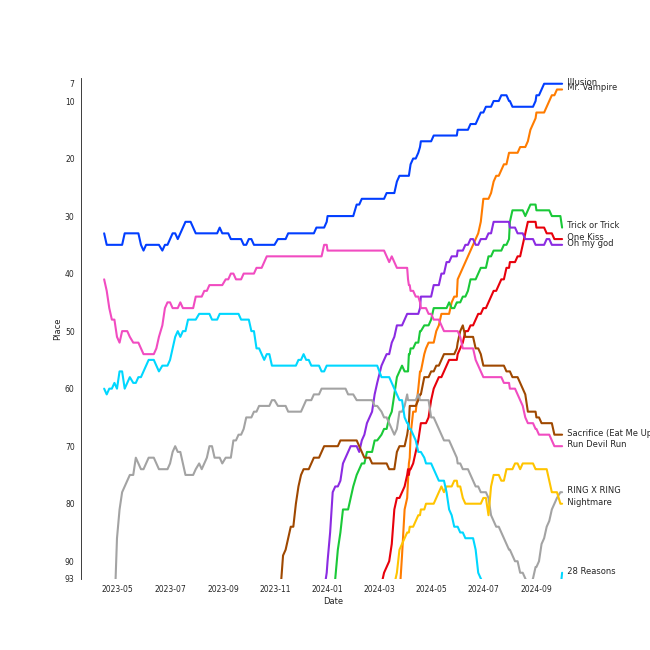 7
10
20
30
40
50
60
70
80
90
93
Place
2023-05
2023-07
2023-09
2023-11
2024-01
2024-03
2024-05
2024-07
2024-09
Date
Illusion
Mr. Vampire
Trick or Trick
One Kiss
Oh my god
Sacrifice (Eat Me Up
Run Devil Run
RING X RING
Nightmare
28 Reasons